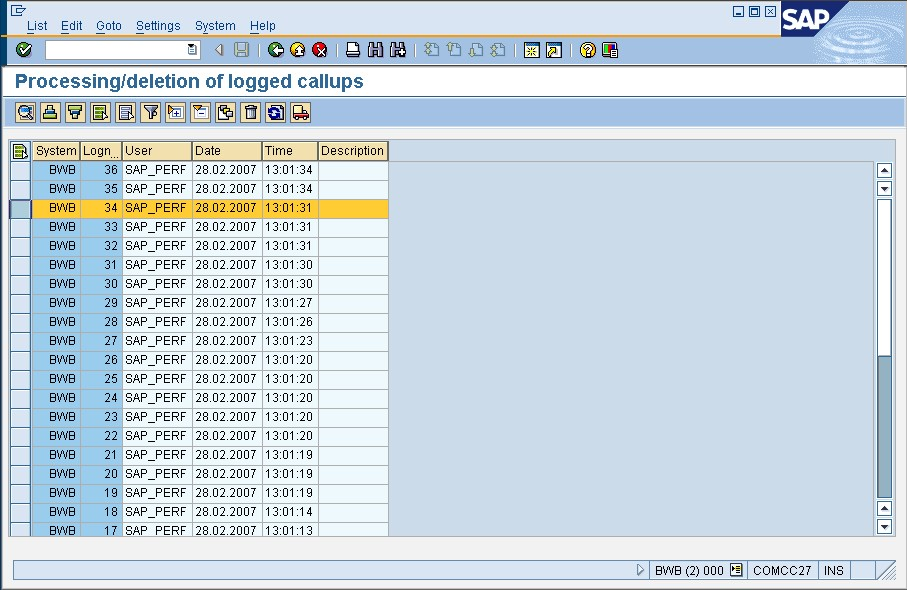 List Edit Goto Settings System Help
SAP
Processing/deletion of logged callups
System Logn... User Date Time Description
BWB 36 SAP_PERF 28.02.2007 13:01:34
BWB 35 SAP_PERF 28.02.2007 13:01:34
BWB 34 SAP_PERF 28.02.2007 13:01:31
BWB 33 SAP_PERF 28.02.2007 13:01:31
BWB 32 SAP_PERF 28.02.2007 13:01:31
BWB 31 SAP_PERF 28.02.2007 13:01:30
BWB 30 SAP_PERF 28.02.2007 13:01:30
BWB 29 SAP_PERF 28.02.2007 13:01:27
BWB 28 SAP_PERF 28.02.2007 13:01:26
BWB 27 SAP_PERF 28.02.2007 13:01:23
BWB 26 SAP_PERF 28.02.2007 13:01:20
BWB 25 SAP_PERF 28.02.2007 13:01:20
BWB 24 SAP_PERF 28.02.2007 13:01:20
BWB 23 SAP_PERF 28.02.2007 13:01:20
BWB 22 SAP_PERF 28.02.2007 13:01:20
BWB 21 SAP_PERF 28.02.2007 13:01:19
BWB 20 SAP_PERF 28.02.2007 13:01:19
BWB 19 SAP_PERF 28.02.2007 13:01:19
BWB 18 SAP_PERF 28.02.2007 13:01:14
BWB 17 SAP_PERF 28.02.2007 13:01:13
BWB (2) 000 COMCC27 INS